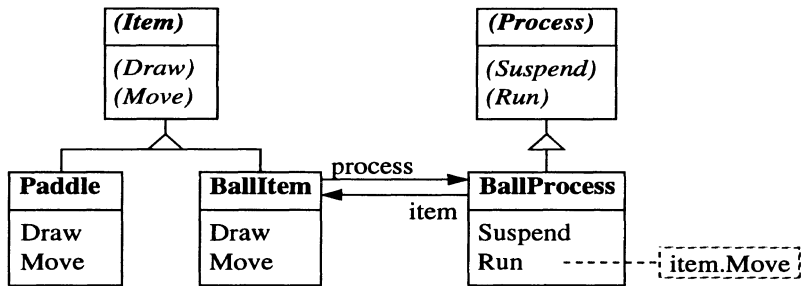 (Item)
(Draw)
(Move)
(Process)
(Suspend)
(Run)
Paddle
Draw
Move
BallItem
Draw
Move
process
item
BallProcess
Suspend
Run
item.Move